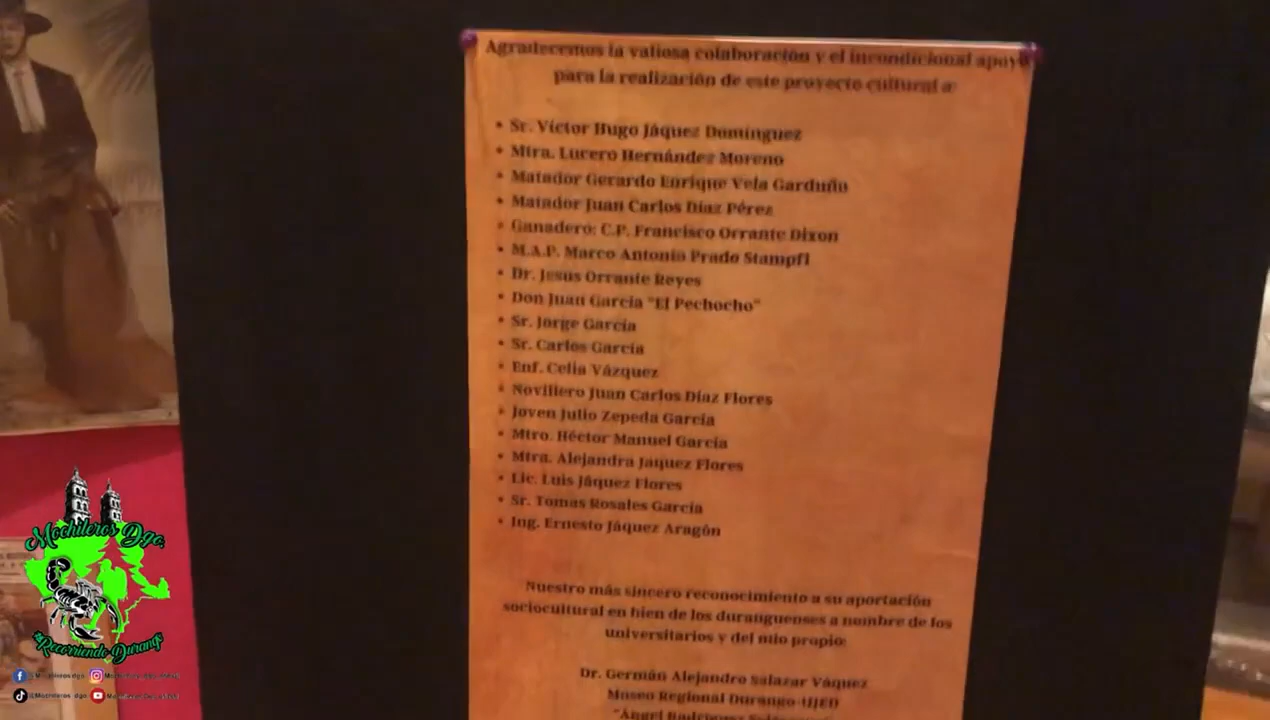 Agradecemos la valiosa colaboración y el incondicional apoyo
para la realización de este proyecto cultural a:
• Sr. Víctor Hugo Jáquez Domínguez
• Mtra. Lucero Hernández Moreno
• Matador Gerardo Enrique Vela Garduño
• Matador Juan Carlos Díaz Pérez
• Ganadero: C.P. Francisco Orrante Dixon
• M.A.P. Marco Antonio Prado Stampfl
• Dr. Jesús Orrante Reyes
• Don Juan García "El Pechocho"
• Sr. Jorge García
• Sr. Carlos García
• Enf. Celia Vázquez
• Novillero Juan Carlos Díaz Flores
• Joven Julio Zepeda García
• Mtro. Héctor Manuel García
• Mtra. Alejandra Jaquez Flores
• Lic. Luis Jáquez Flores
• Sr. Tomas Rosales García
• Ing. Ernesto Jáquez Aragón
Nuestro más sincero reconocimiento a su aportación
sociocultural en bien de los duranguenses a nombre de los
universitarios y del mío propio:
Dr. Germán Alejandro Salazar Váquez
Museo Regional Durango-UJED
"Ángel
Mochileros Dgo.
Recorriendo Durango